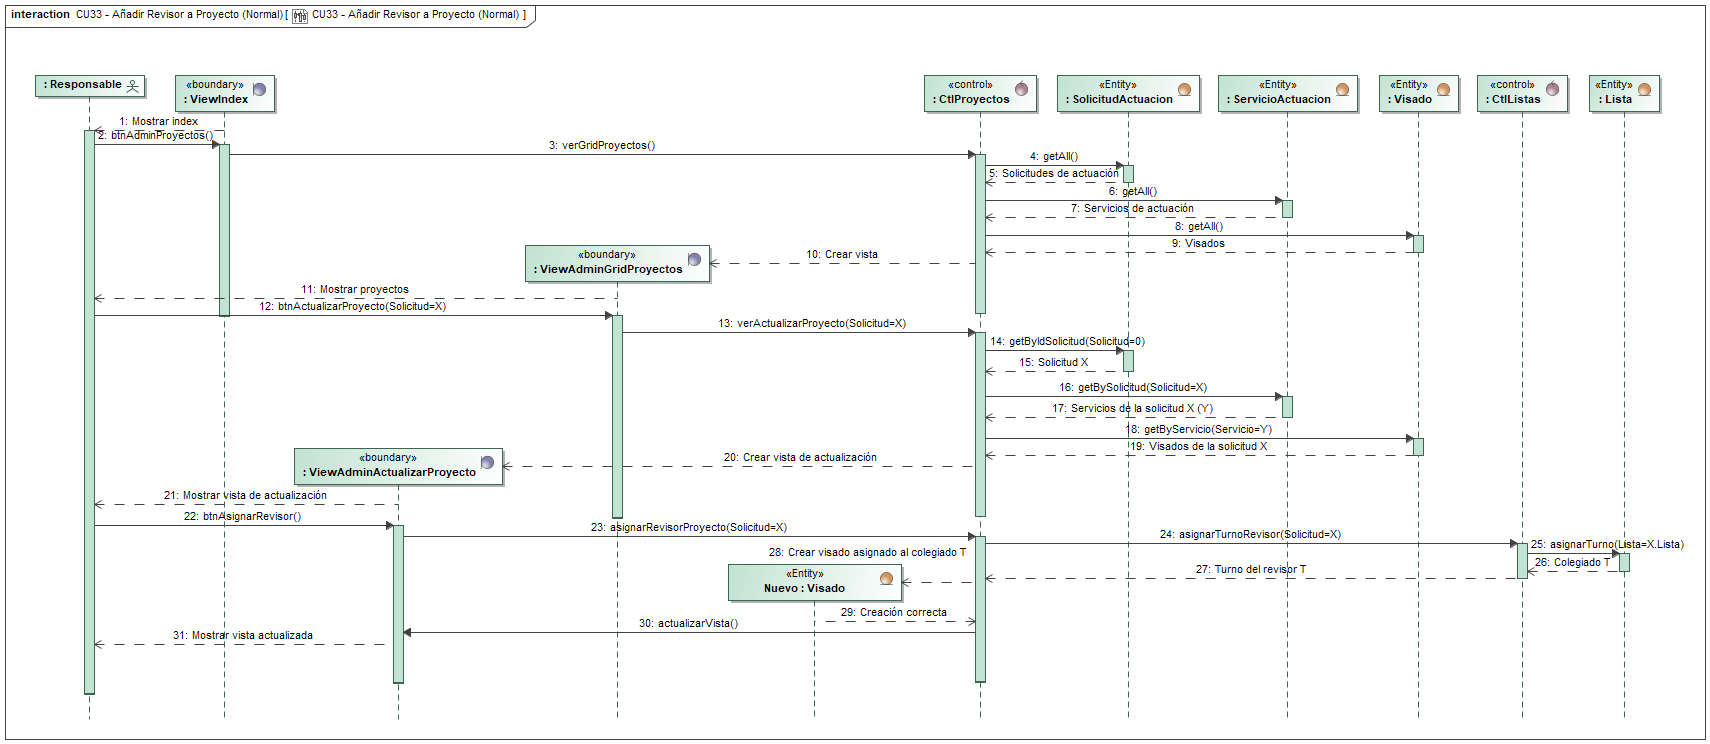 interaction CU33 - Añadir Revisor a Proyecto (Normal) [ CU33 - Añadir Revisor a Proyecto (Normal) ]
: Responsable
«boundary»
: ViewIndex
«control»
: CtlProyectos
«Entity»
: SolicitudActuacion
«Entity»
: ServicioActuacion
«Entity»
: Visado
«control»
: CtlListas
«Entity»
: Lista
1: Mostrar index
2: btnAdminProyectos()
3: verGridProyectos()
4: getAll()
5: Solicitudes de actuación
6: getAll()
7: Servicios de actuación
8: getAll()
9: Visados
«boundary»
: ViewAdminGridProyectos
10: Crear vista
11: Mostrar proyectos
12: btnActualizarProyecto(Solicitud=X)
13: verActualizarProyecto(Solicitud=X)
14: getByIdSolicitud(Solicitud=0)
15: Solicitud X
16: getBySolicitud(Solicitud=X)
17: Servicios de la solicitud X (Y)
18: getByServicio(Servicio=Y)
19: Visados de la solicitud X
«boundary»
: ViewAdminActualizarProyecto
20: Crear vista de actualización
21: Mostrar vista de actualización
22: btnAsignarRevisor()
23: asignarRevisorProyecto(Solicitud=X)
24: asignarTurnoRevisor(Solicitud=X)
25: asignarTurno(Lista=X.Lista)
26: Colegiado T
27: Turno del revisor T
28: Crear visado asignado al colegiado T
«Entity»
Nuevo : Visado
29: Creación correcta
30: actualizarVista()
31: Mostrar vista actualizada